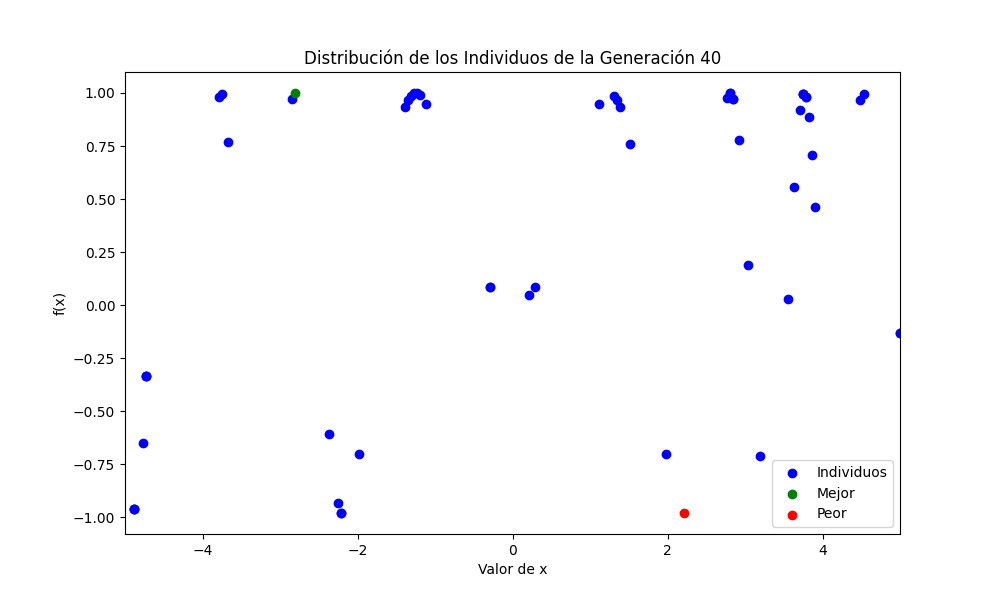 Distribución de los Individuos de la Generación 40
f(x)
1.00
0.75
0.50
0.25
0.00
−0.25
−0.50
−0.75
−1.00
Individuos
Mejor
Peor
−4
−2
0
2
4
Valor de x